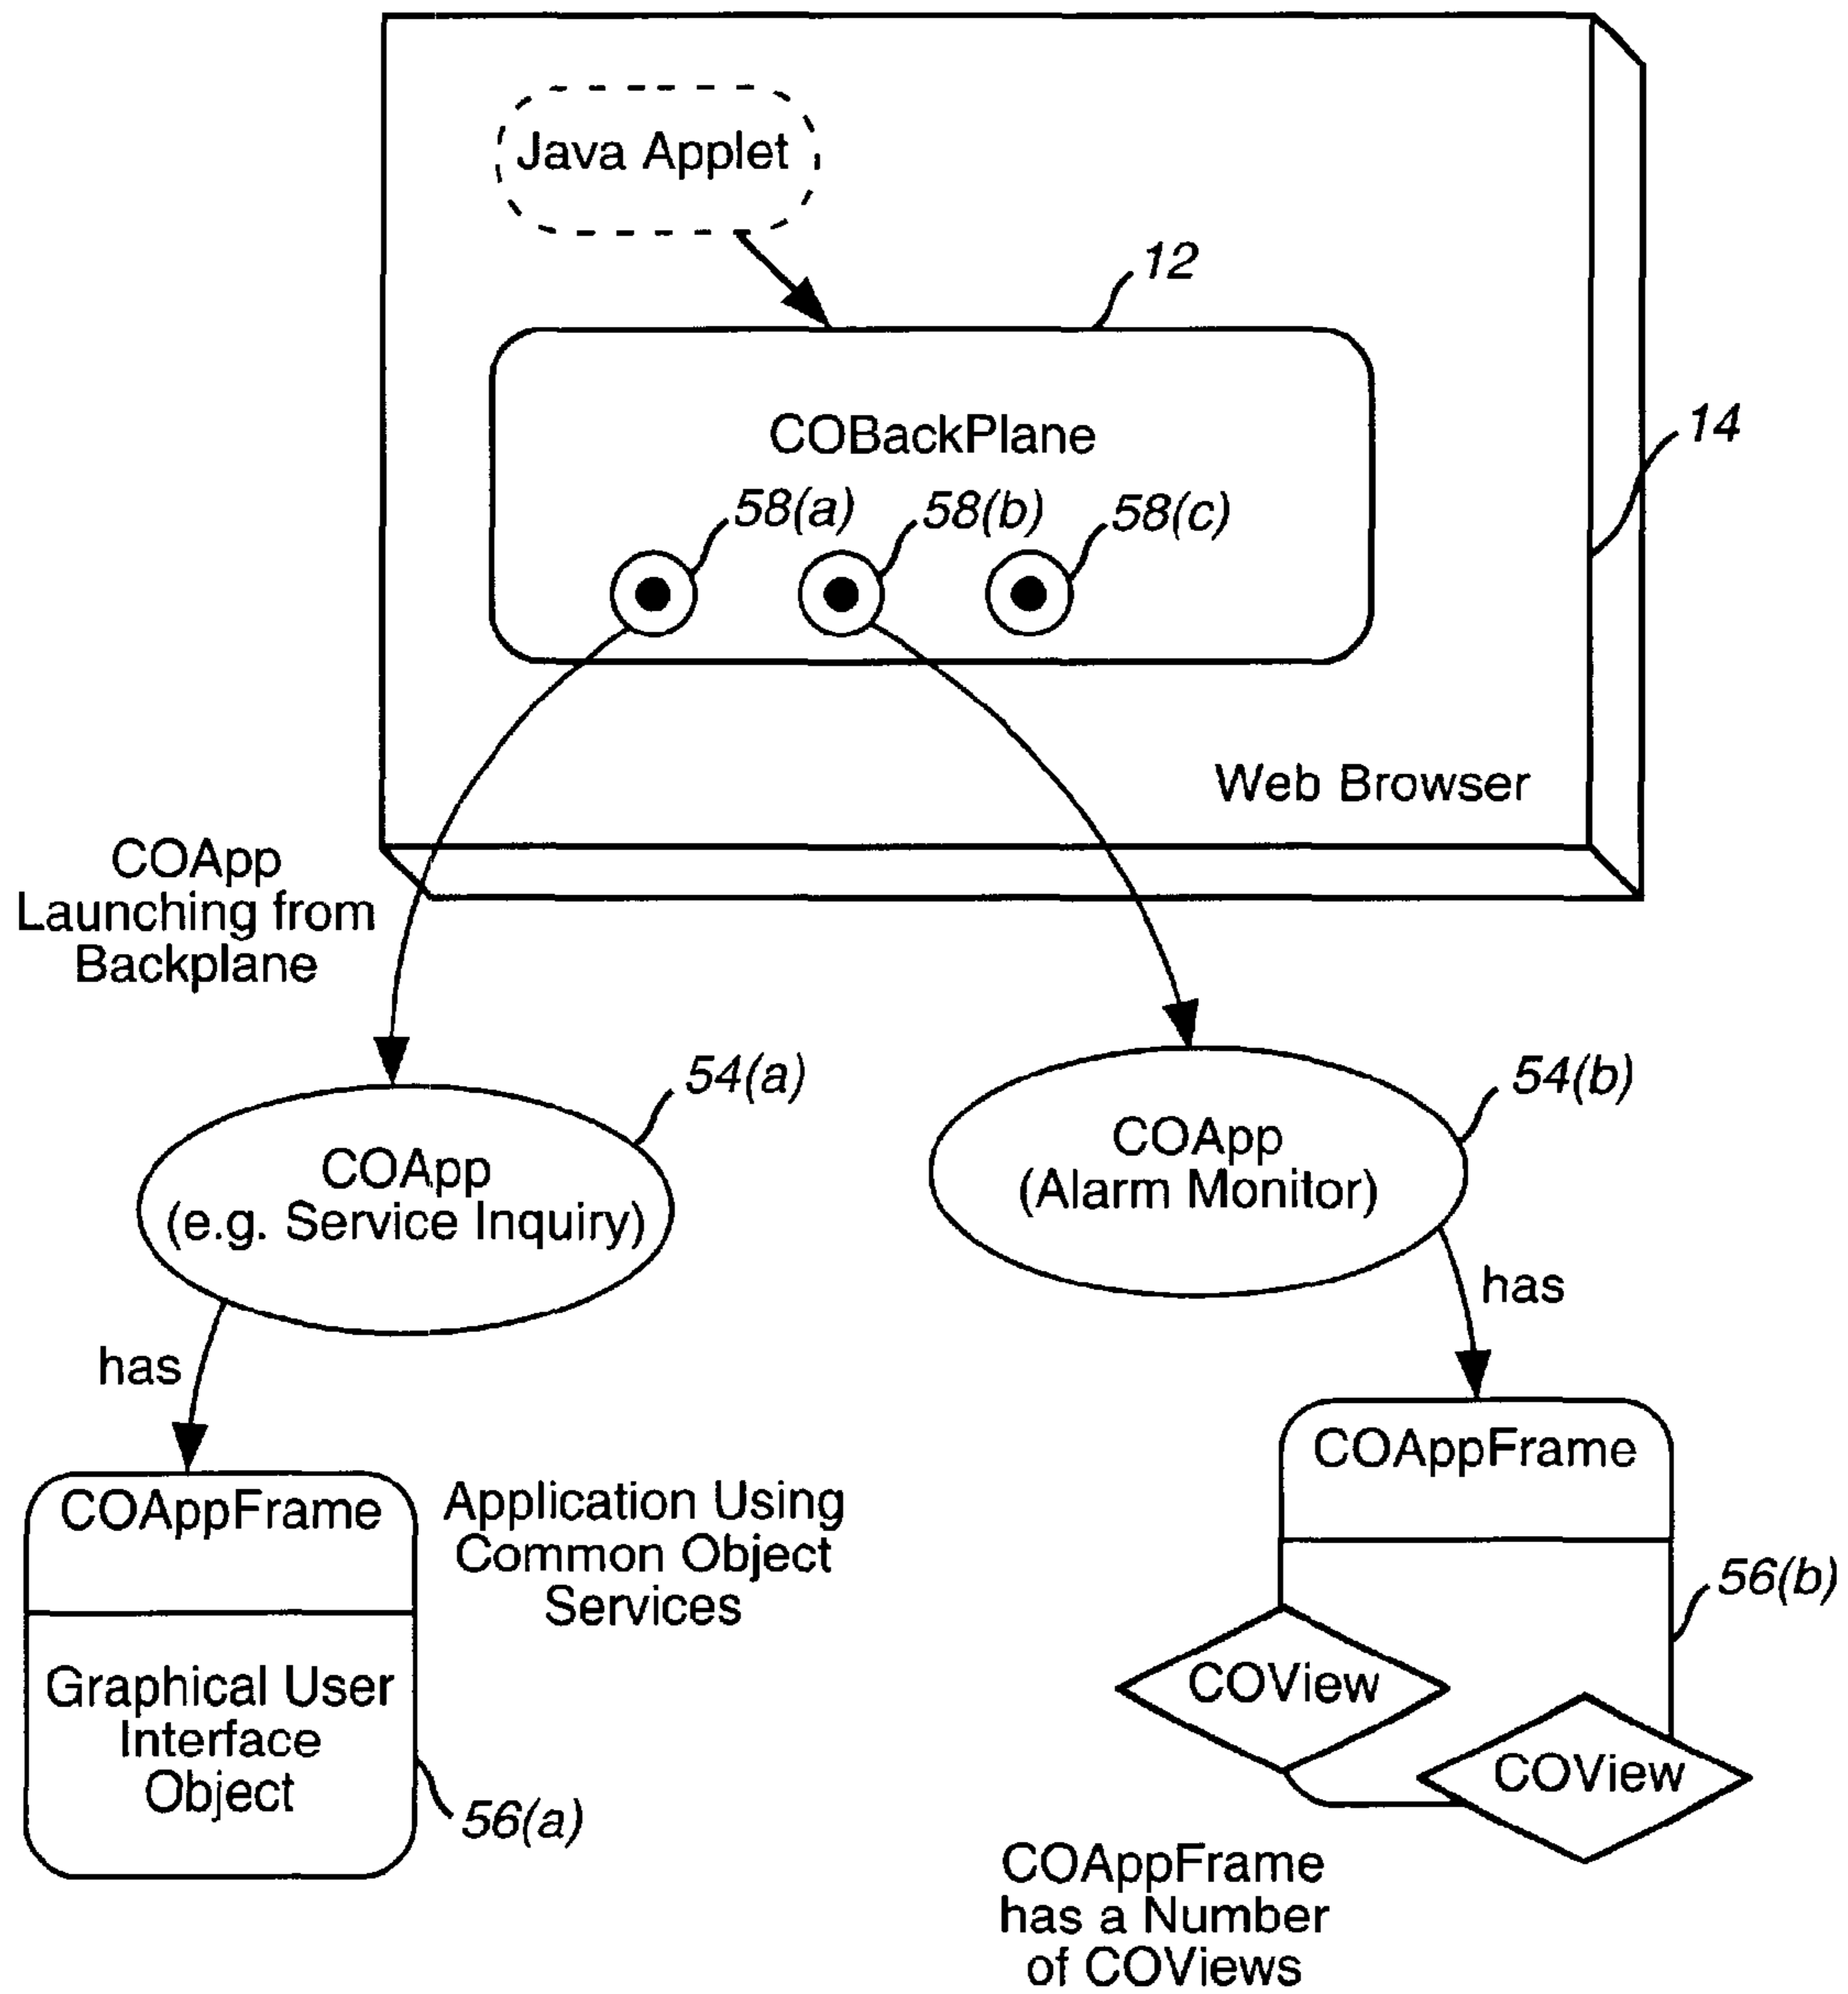 Java Applet
12
COBackPlane
14
58(a)
58(b)
58(c)
Web Browser
COApp
Launching from
Backplane
54(a)
54(b)
COApp
(e.g. Service Inquiry)
COApp
(Alarm Monitor)
has
has
COAppFrame
COAppFrame
Application Using
Common Object
Services
56(b)
Graphical User
Interface
Object
COView
COView
56(a)
COAppFrame
has a Number
of COViews